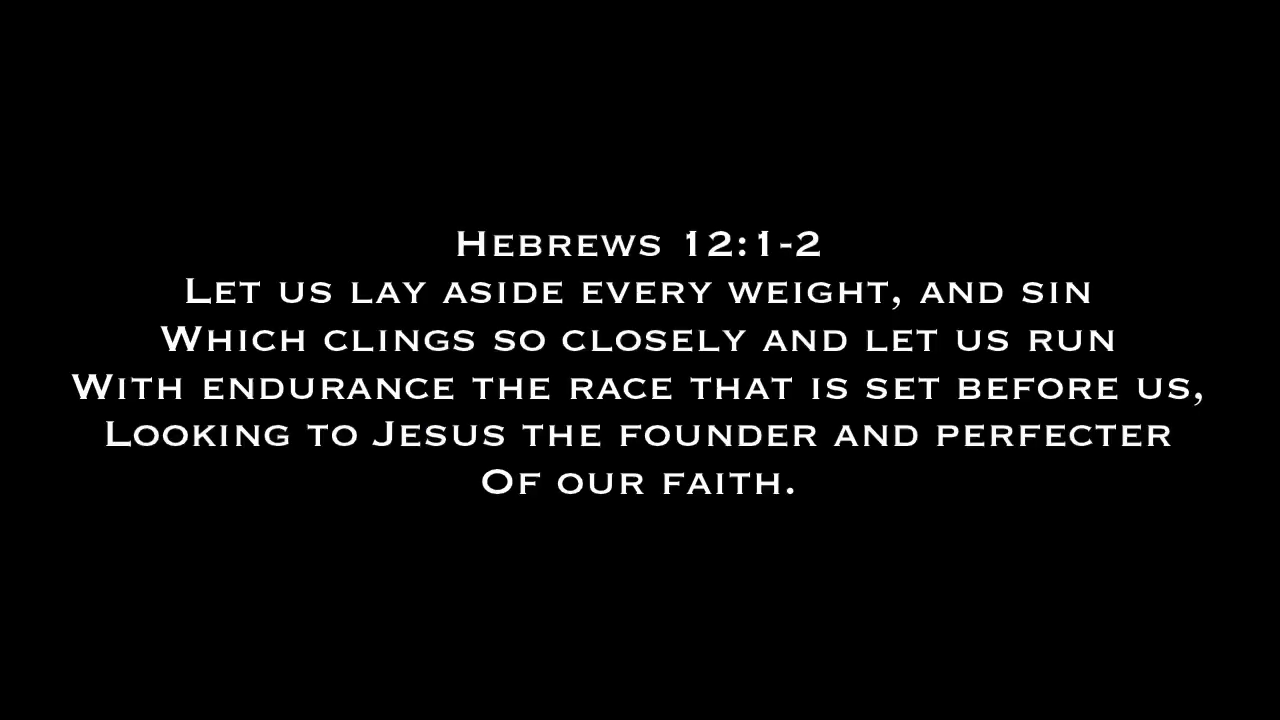 Hebrews 12:1-2
Let us lay aside every weight, and sin
Which clings so closely and let us run
With endurance the race that is set before us,
Looking to Jesus the founder and perfecter
Of our faith.